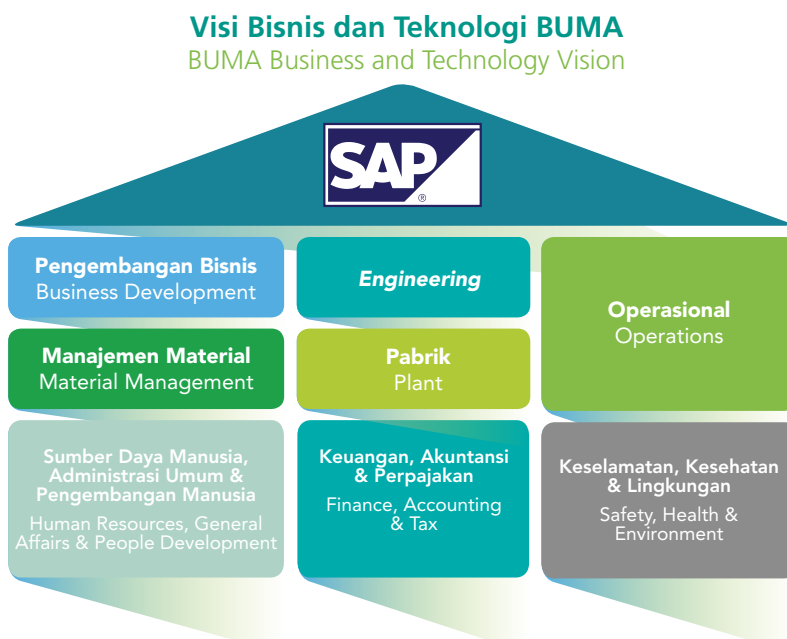 Visi Bisnis dan Teknologi BUMA
BUMA Business and Technology Vision
SAP
®
Pengembangan Bisnis
Business Development
Engineering
Operasional
Operations
Manajemen Material
Material Management
Pabrik
Plant
Sumber Daya Manusia,
Administrasi Umum &
Pengembangan Manusia
Human Resources, General
Affairs & People Development
Keuangan, Akuntansi
& Perpajakan
Finance, Accounting
& Tax
Keselamatan, Kesehatan
& Lingkungan
Safety, Health &
Environment